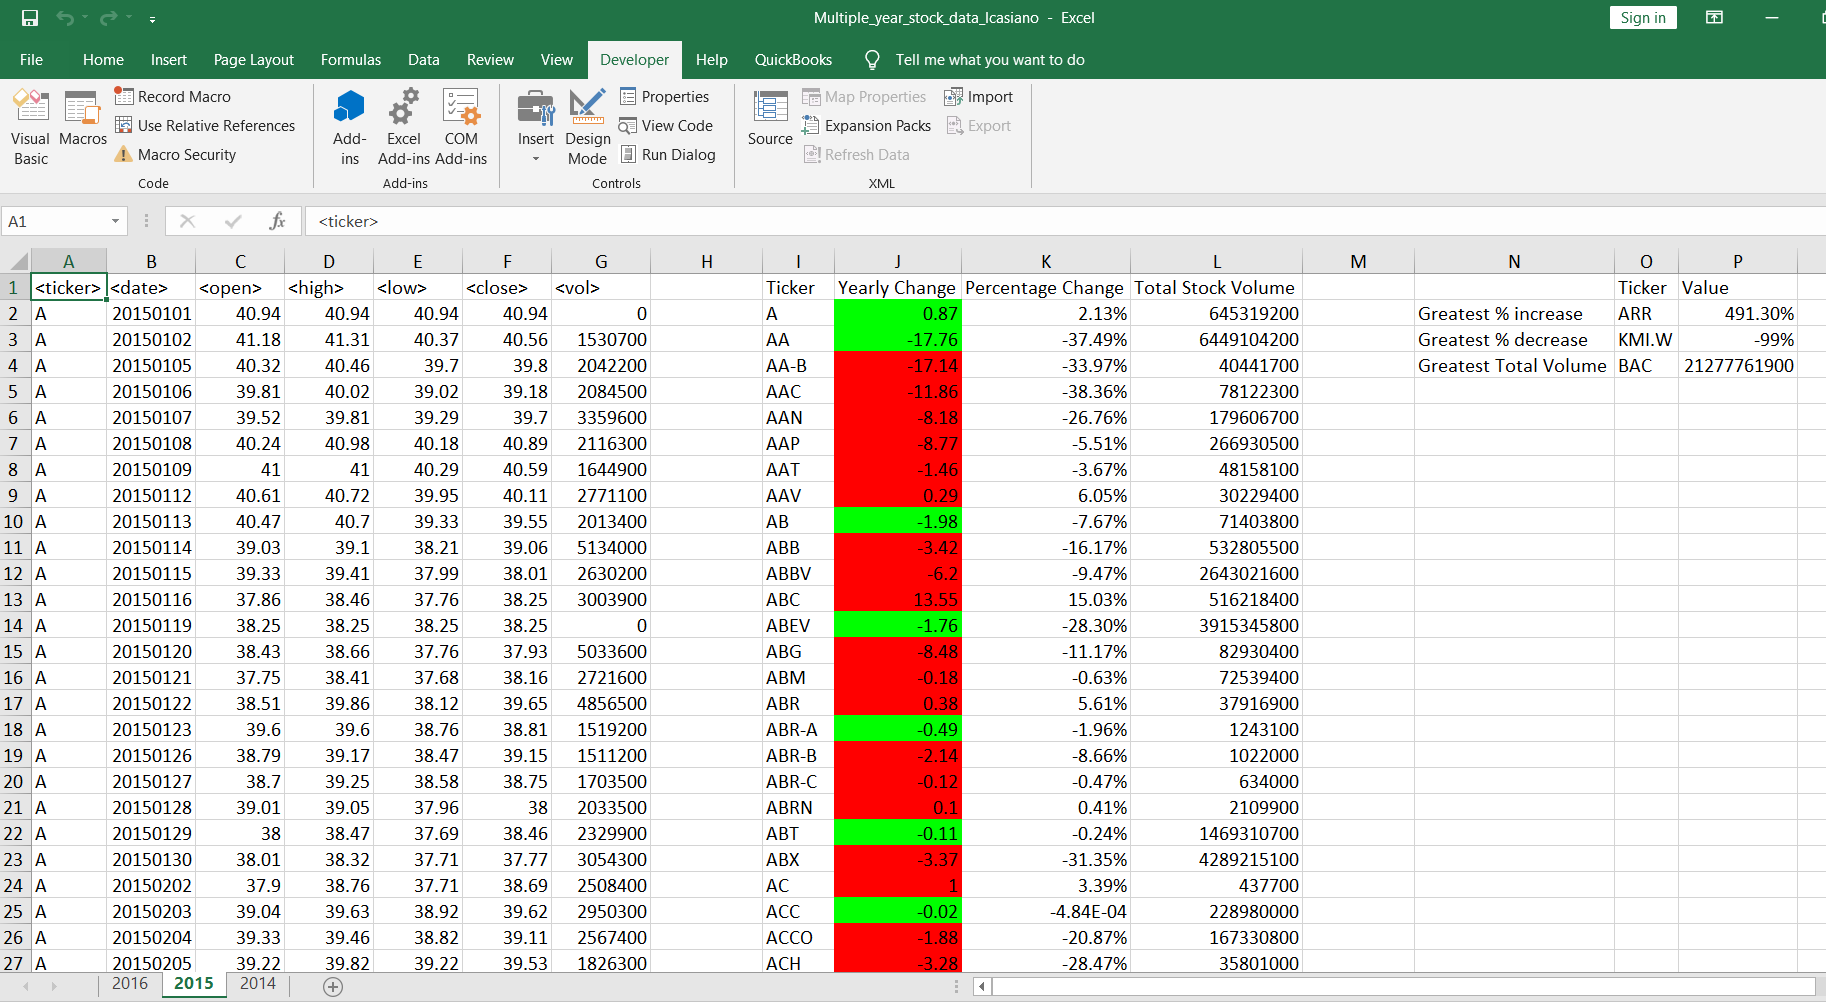 Multiple_year_stock_data_lcasiano - Excel
Sign in
File Home Insert Page Layout Formulas Data Review View Developer Help QuickBooks Tell me what you want to do
Visual Basic
Macros
Record Macro
Use Relative References
Macro Security
Code
Add-ins
Excel Add-ins
COM Add-ins
Add-ins
Insert
Design Mode
Properties
View Code
Run Dialog
Controls
Source
Map Properties
Expansion Packs
Refresh Data
Import
Export
XML
A1 fx <ticker>
A B C D E F G H I J K L M N O P
1 <ticker> <date> <open> <high> <low> <close> <vol> Ticker Yearly Change Percentage Change Total Stock Volume Ticker Value
2 A 20150101 40.94 40.94 40.94 40.94 0 A 0.87 2.13% 645319200 Greatest % increase ARR 491.30%
3 A 20150102 41.18 41.31 40.37 40.56 1530700 AA -17.76 -37.49% 6449104200 Greatest % decrease KMI.W -99%
4 A 20150105 40.32 40.46 39.7 39.8 2042200 AA-B -17.14 -33.97% 40441700 Greatest Total Volume BAC 21277761900
5 A 20150106 39.81 40.02 39.02 39.18 2084500 AAC -11.86 -38.36% 78122300
6 A 20150107 39.52 39.81 39.29 39.7 3359600 AAN -8.18 -26.76% 179606700
7 A 20150108 40.24 40.98 40.18 40.89 2116300 AAP -8.77 -5.51% 266930500
8 A 20150109 41 41 40.29 40.59 1644900 AAT -1.46 -3.67% 48158100
9 A 20150112 40.61 40.72 39.95 40.11 2771100 AAV 0.29 6.05% 30229400
10 A 20150113 40.47 40.7 39.33 39.55 2013400 AB -1.98 -7.67% 71403800
11 A 20150114 39.03 39.1 38.21 39.06 5134000 ABB -3.42 -16.17% 532805500
12 A 20150115 39.33 39.41 37.99 38.01 2630200 ABBV -6.2 -9.47% 2643021600
13 A 20150116 37.86 38.46 37.76 38.25 3003900 ABC 13.55 15.03% 516218400
14 A 20150119 38.25 38.25 38.25 38.25 0 ABEV -1.76 -28.30% 3915345800
15 A 20150120 38.43 38.66 37.76 37.93 5033600 ABG -8.48 -11.17% 82930400
16 A 20150121 37.75 38.41 37.68 38.16 2721600 ABM -0.18 -0.63% 72539400
17 A 20150122 38.51 39.86 38.12 39.65 4856500 ABR 0.38 5.61% 37916900
18 A 20150123 39.6 39.6 38.76 38.81 1519200 ABR-A -0.49 -1.96% 1243100
19 A 20150126 38.79 39.17 38.47 39.15 1511200 ABR-B -2.14 -8.66% 1022000
20 A 20150127 38.7 39.25 38.58 38.75 1703500 ABR-C -0.12 -0.47% 634000
21 A 20150128 39.01 39.05 37.96 38 2033500 ABRN 0.1 0.41% 2109900
22 A 20150129 38 38.47 37.69 38.46 2329900 ABT -0.11 -0.24% 1469310700
23 A 20150130 38.01 38.32 37.71 37.77 3054300 ABX -3.37 -31.35% 4289215100
24 A 20150202 37.9 38.76 37.71 38.69 2508400 AC 1 3.39% 437700
25 A 20150203 39.04 39.63 38.92 39.62 2950300 ACC -0.02 -4.84E-04 228980000
26 A 20150204 39.33 39.46 38.82 39.11 2567400 ACCO -1.88 -20.87% 167330800
27 A 20150205 39.22 39.82 39.22 39.53 1826300 ACH -3.28 -28.47% 35801000
2016 2015 2014